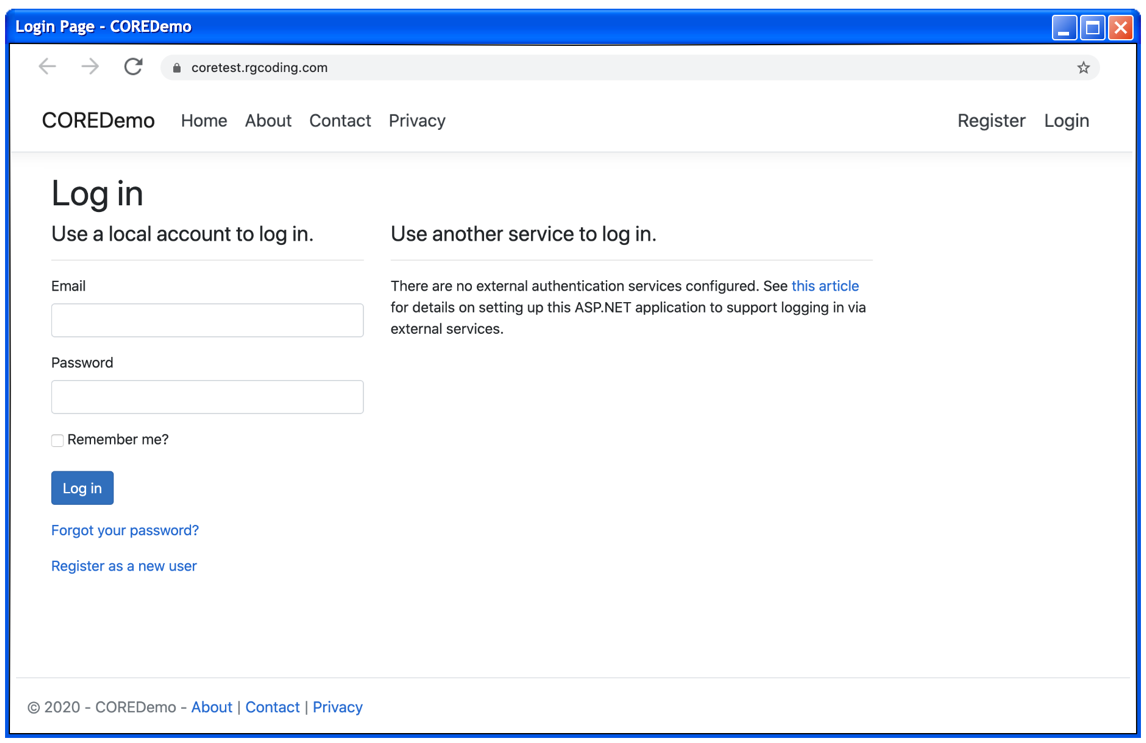 Login Page - COREDemo
coretest.rgcoding.com
COREDemo Home About Contact Privacy Register Login
Log in
Use a local account to log in.
Email
Password
Remember me?
Log in
Forgot your password?
Register as a new user
Use another service to log in.
There are no external authentication services configured. See this article
for details on setting up this ASP.NET application to support logging in via
external services.
© 2020 - COREDemo - About | Contact | Privacy